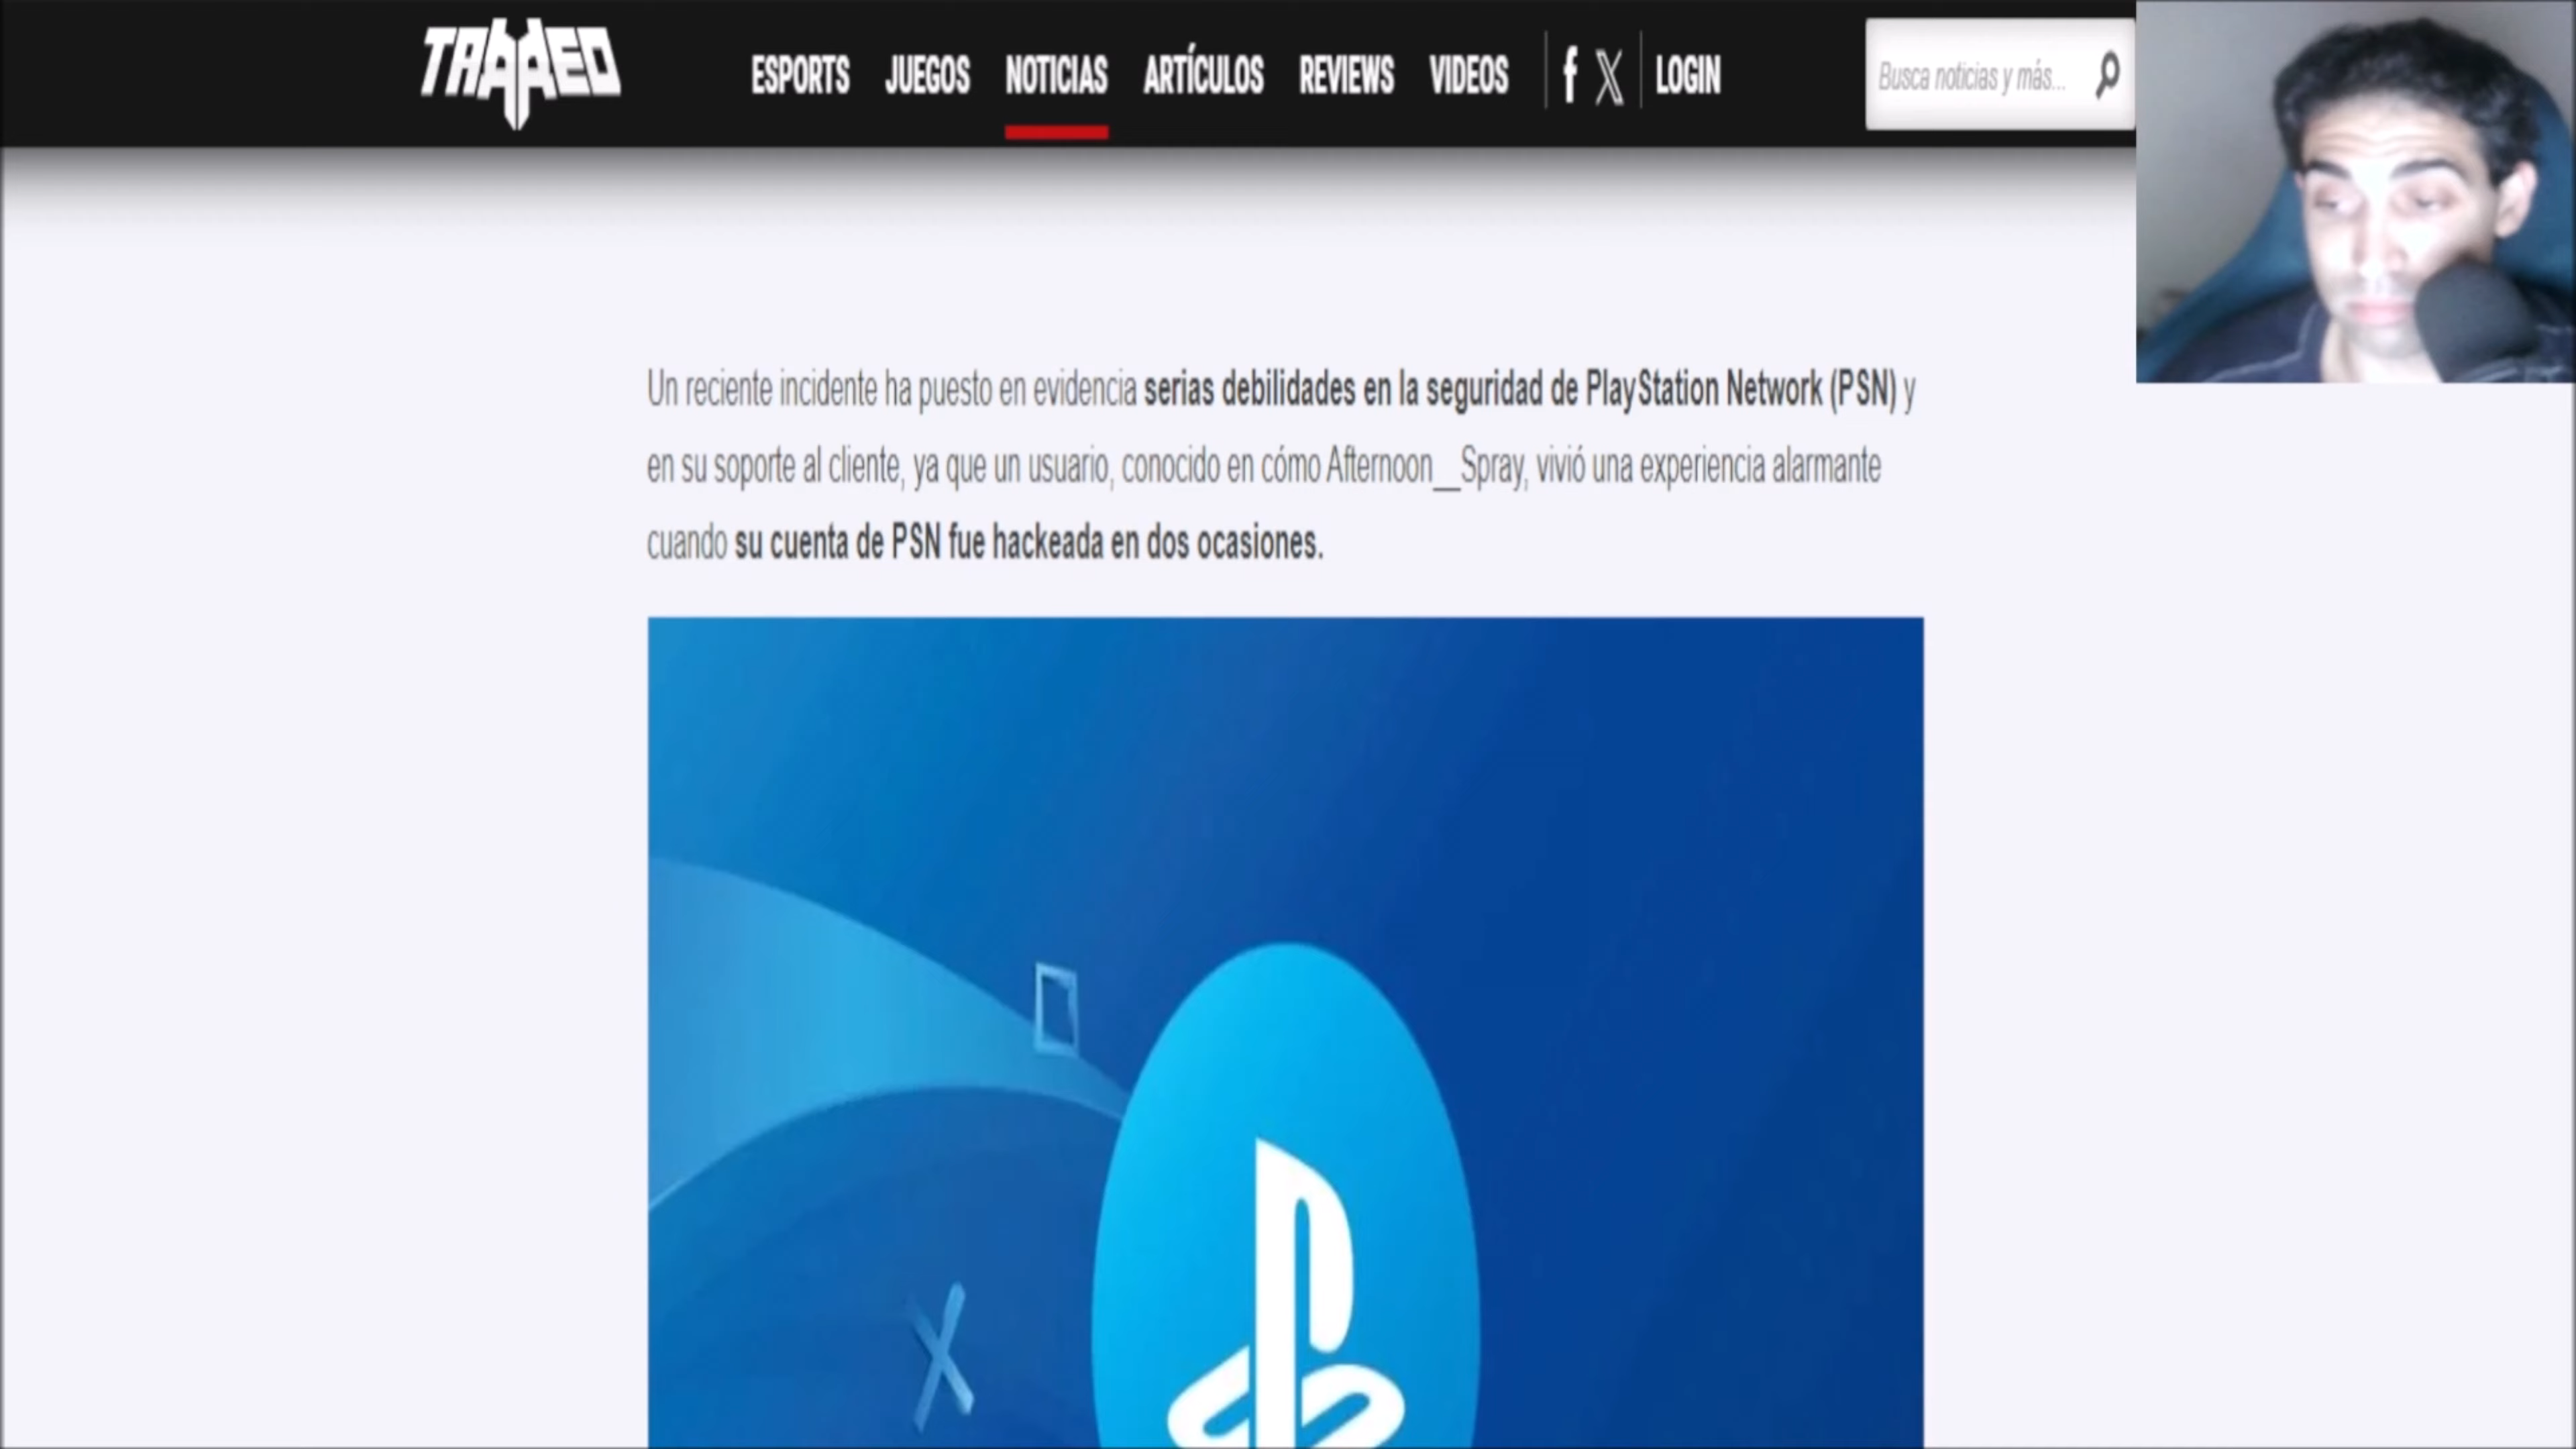 ESPORTS JUEGOS NOTICIAS ARTÍCULOS REVIEWS VIDEOS f X LOGIN Busca noticias y más...
Un reciente incidente ha puesto en evidencia serias debilidades en la seguridad de PlayStation Network (PSN) y
en su soporte al cliente, ya que un usuario, conocido en cómo Afternoon__Spray, vivió una experiencia alarmante
cuando su cuenta de PSN fue hackeada en dos ocasiones.